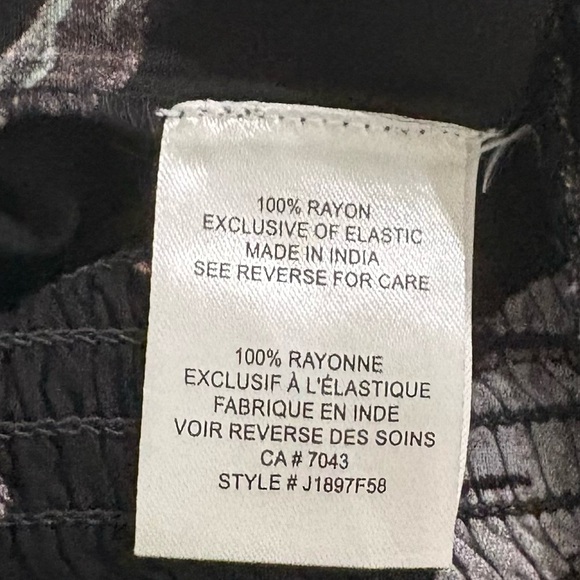 100% RAYON
EXCLUSIVE OF ELASTIC
MADE IN INDIA
SEE REVERSE FOR CARE
100% RAYONNE
EXCLUSIF À L'ÉLASTIQUE
FABRIQUE EN INDE
VOIR REVERSE DES SOINS
CA # 7043
STYLE # J1897F58